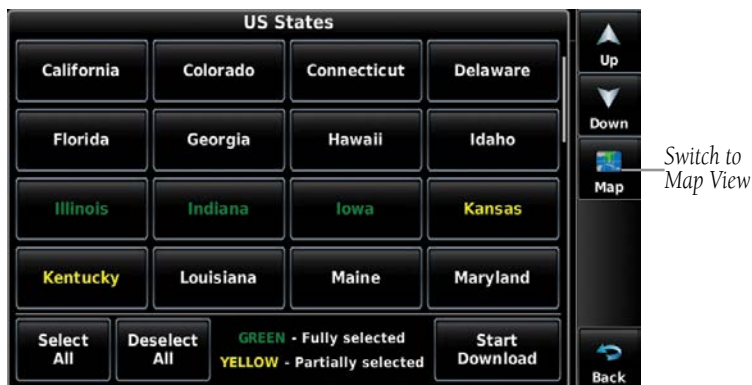 US States
California Colorado Connecticut Delaware
Florida Georgia Hawaii Idaho
Illinois Indiana Iowa Kansas
Kentucky Louisiana Maine Maryland
Select All
Deselect All
GREEN - Fully selected
YELLOW - Partially selected
Start Download
Up
Down
Map
Back
Switch to
Map View